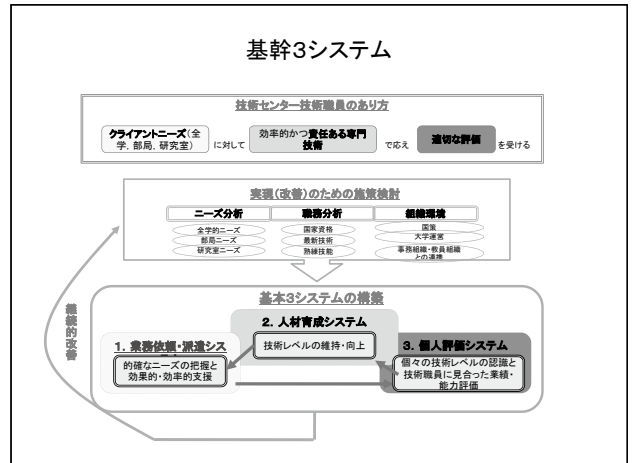 基幹3システム
技術センター技術職員のあり方
クライアントニーズ(全学, 部局, 研究室)
に対して
効率的かつ責任ある専門技術
で応え
適切な評価
を受ける
実現(改善)のための施策検討
ニーズ分析
職務分析
組織環境
全学的ニーズ
部局ニーズ
研究室ニーズ
国家資格
最新技術
熟練技能
国策
大学運営
事務組織・教員組織
との連携
継続的改善
基本3システムの構築
2. 人材育成システム
技術レベルの維持・向上
1. 業務依頼・派遣シス
的確なニーズの把握と
効果的・効率的支援
3. 個人評価システム
個々の技術レベルの認識と
技術職員に見合った業績・
能力評価